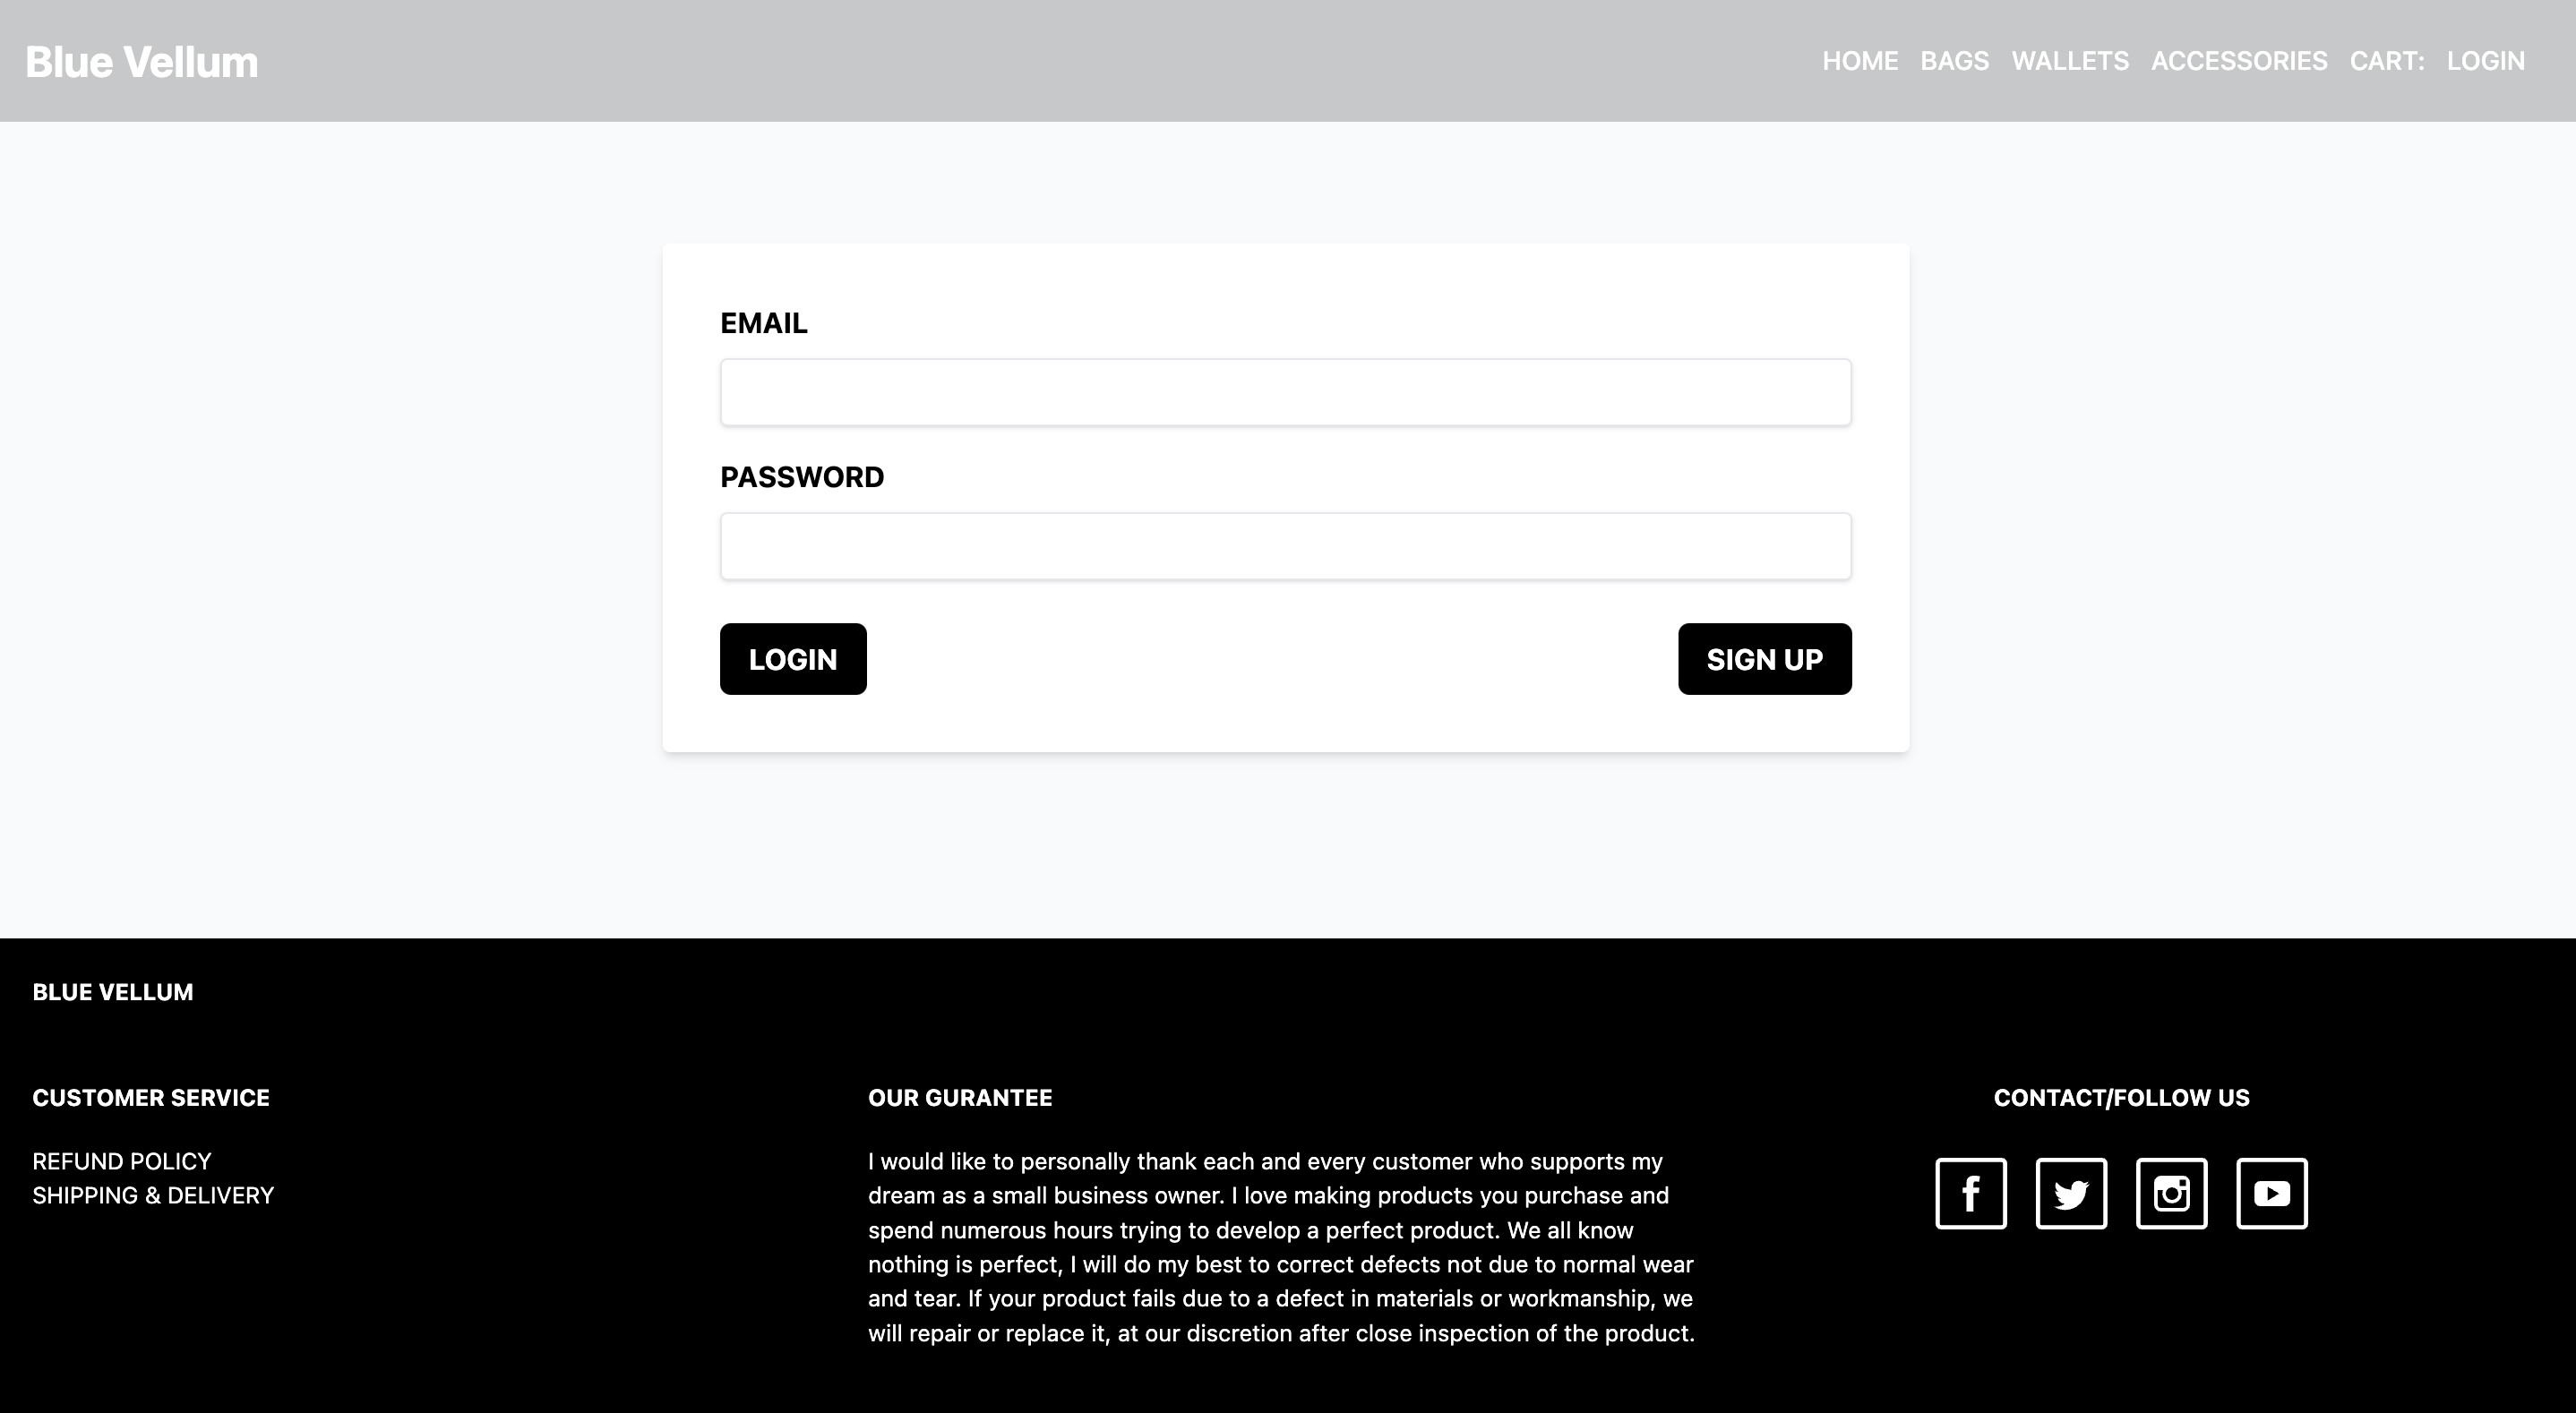 Blue Vellum
HOME BAGS WALLETS ACCESSORIES CART: LOGIN
EMAIL
PASSWORD
LOGIN
SIGN UP
BLUE VELLUM
CUSTOMER SERVICE
REFUND POLICY
SHIPPING & DELIVERY
OUR GURANTEE
I would like to personally thank each and every customer who supports my
dream as a small business owner. I love making products you purchase and
spend numerous hours trying to develop a perfect product. We all know
nothing is perfect, I will do my best to correct defects not due to normal wear
and tear. If your product fails due to a defect in materials or workmanship, we
will repair or replace it, at our discretion after close inspection of the product.
CONTACT/FOLLOW US